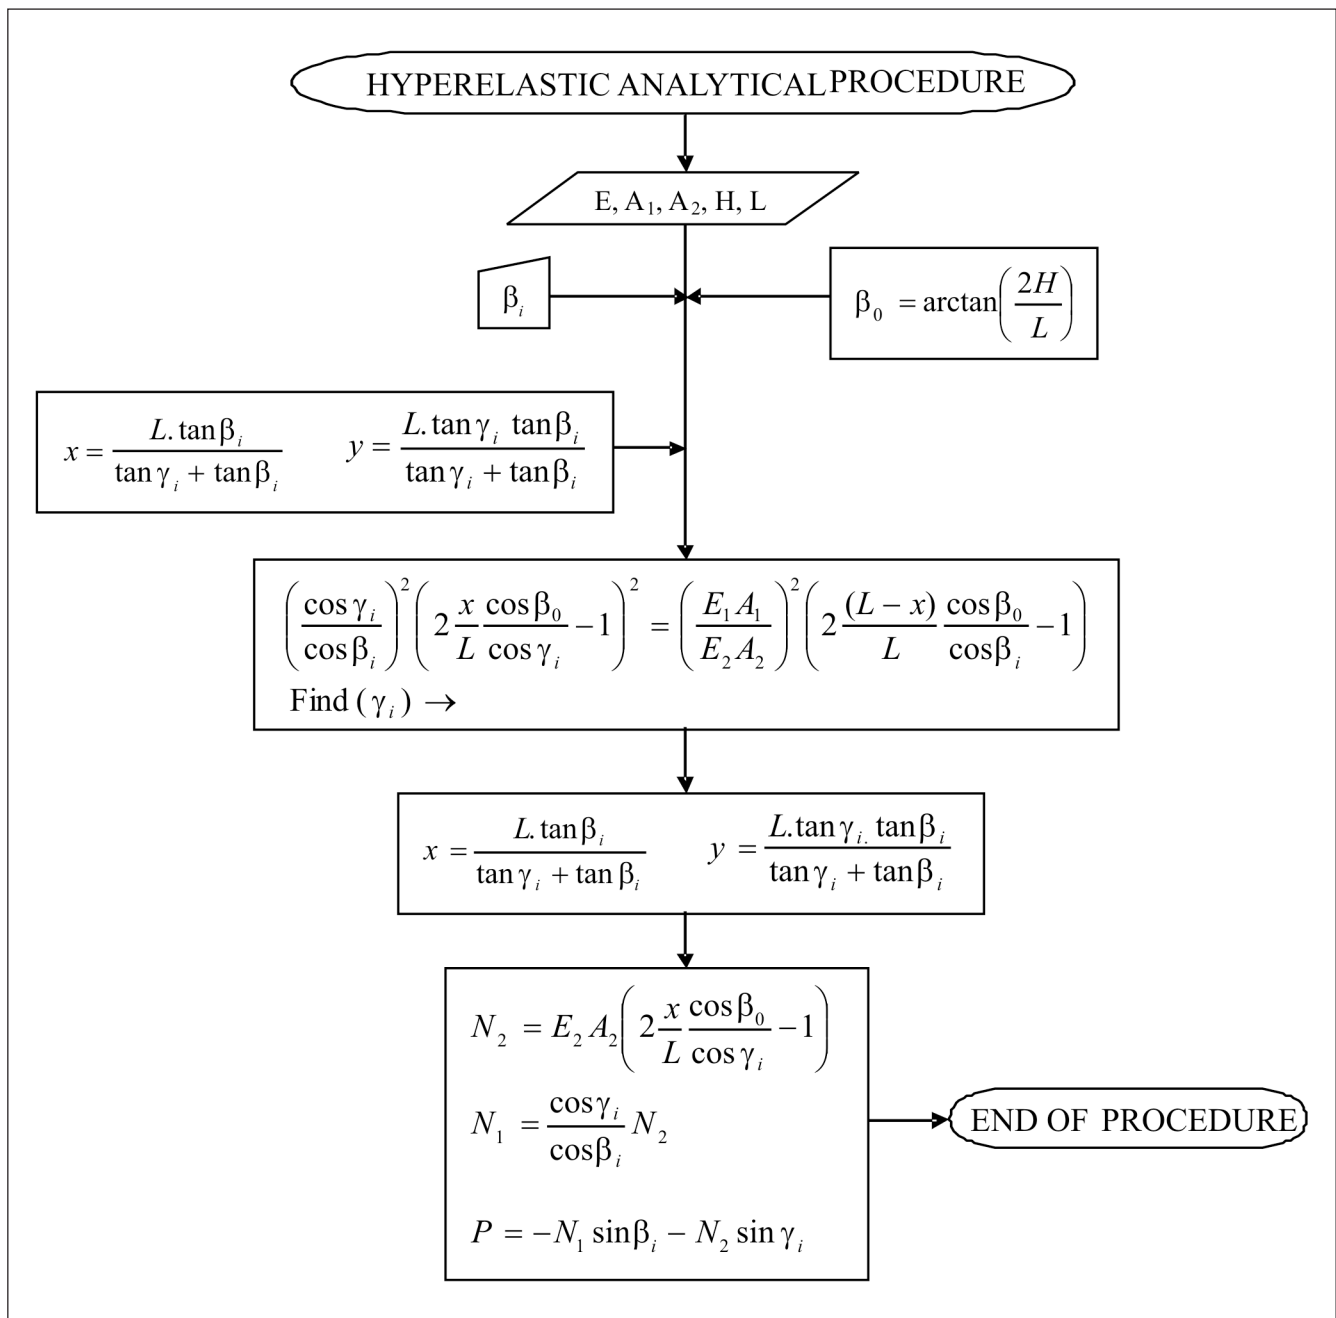 HYPERELASTIC ANALYTICAL PROCEDURE
E, A₁, A₂, H, L
βᵢ
β₀ = arctan(2H/L)
x = L.tanβᵢ / (tanγᵢ + tanβᵢ)    y = L.tanγᵢ tanβᵢ / (tanγᵢ + tanβᵢ)
(cosγᵢ/cosβᵢ)² (2 x/L cosβ₀/cosγᵢ − 1)² = (E₁A₁/E₂A₂)² (2 (L − x)/L cosβ₀/cosβᵢ − 1)
Find (γᵢ) →
x = L.tanβᵢ / (tanγᵢ + tanβᵢ)    y = L.tanγᵢ. tanβᵢ / (tanγᵢ + tanβᵢ)
N₂ = E₂A₂(2 x/L cosβ₀/cosγᵢ − 1)
N₁ = cosγᵢ/cosβᵢ N₂
P = −N₁ sinβᵢ − N₂ sinγᵢ
END OF PROCEDURE